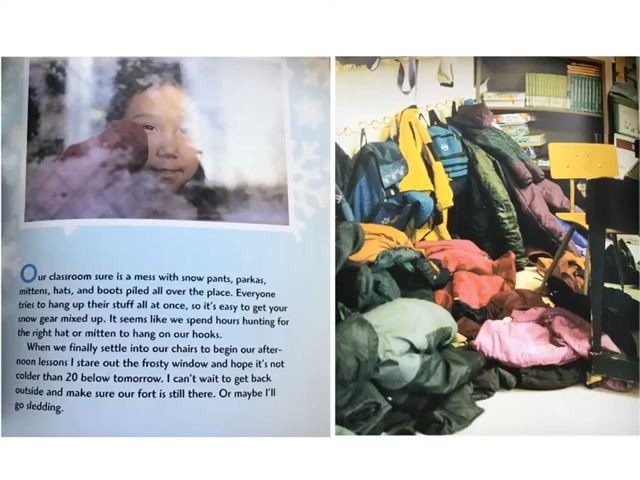 Our classroom sure is a mess with snow pants, parkas,
mittens, hats, and boots piled all over the place. Everyone
tries to hang up their stuff all at once, so it's easy to get your
snow gear mixed up. It seems like we spend hours hunting for
the right hat or mitten to hang on our hooks.
When we finally settle into our chairs to begin our after-
noon lessons I stare out the frosty window and hope it's not
colder than 20 below tomorrow. I can't wait to get back
outside and make sure our fort is still there. Or maybe I'll
go sledding.